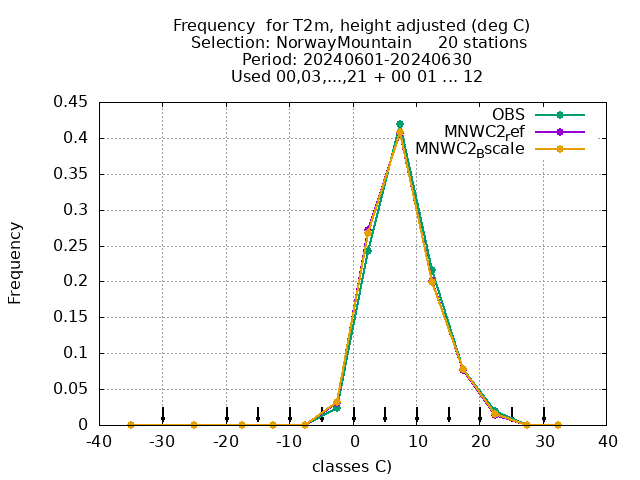 Frequency  for T2m, height adjusted (deg C)
Selection: NorwayMountain     20 stations
Period: 20240601-20240630
Used 00,03,...,21 + 00 01 ... 12
0.45
0.4
0.35
0.3
0.25
0.2
0.15
0.1
0.05
0
Frequency
OBS
MNWC2ref
MNWC2Bscale
-40 -30 -20 -10 0 10 20 30 40
classes C)